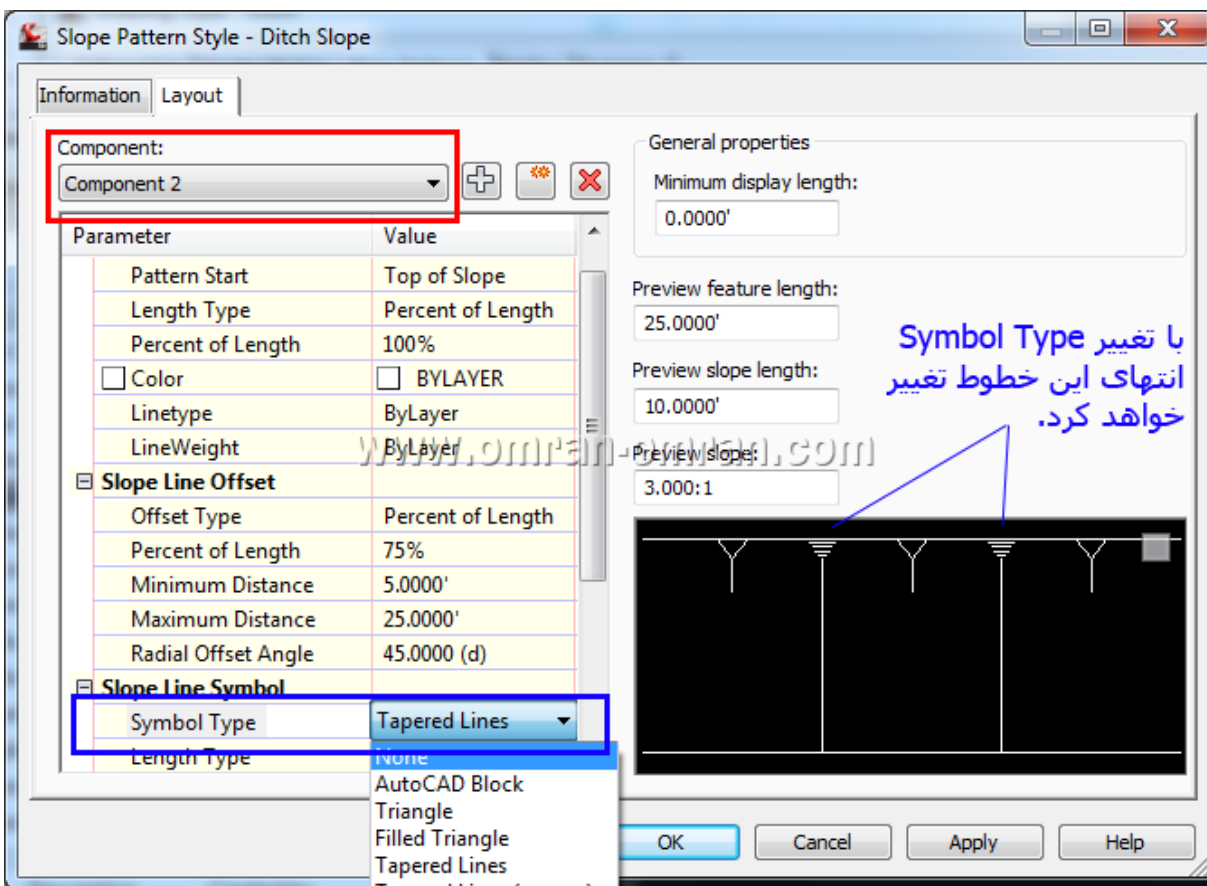 Slope Pattern Style - Ditch Slope
Information
Layout
Component:
Component 2
Parameter Value
Pattern Start Top of Slope
Length Type Percent of Length
Percent of Length 100%
Color BYLAYER
Linetype ByLayer
LineWeight ByLayer
Slope Line Offset
Offset Type Percent of Length
Percent of Length 75%
Minimum Distance 5.0000'
Maximum Distance 25.0000'
Radial Offset Angle 45.0000 (d)
Slope Line Symbol
Symbol Type Tapered Lines
Length Type
None
AutoCAD Block
Triangle
Filled Triangle
Tapered Lines
General properties
Minimum display length:
0.0000'
Preview feature length:
25.0000'
Preview slope length:
10.0000'
Preview slope:
3.000:1
با تغییر Symbol Type
انتهای این خطوط تغییر
خواهد کرد.
www.omran-omran.com
OK
Cancel
Apply
Help